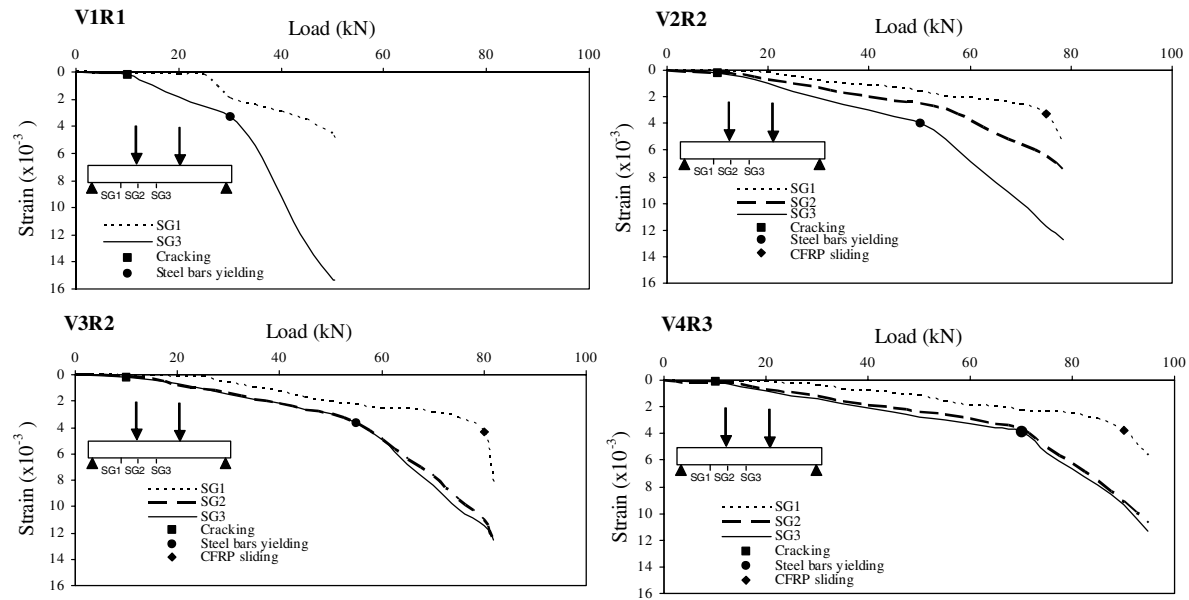 V1R1
Load (kN)
0 20 40 60 80 100
0
2
4
6
8
10
12
14
16
Strain (x10-3)
SG1 SG2 SG3
SG1
SG3
Cracking
Steel bars yielding
V2R2
Load (kN)
0 20 40 60 80 100
0
2
4
6
8
10
12
14
16
Strain (x10-3)
SG1 SG2 SG3
SG1
SG2
SG3
Cracking
Steel bars yielding
CFRP sliding
V3R2
Load (kN)
0 20 40 60 80 100
0
2
4
6
8
10
12
14
16
Strain (x10-3)
SG1 SG2 SG3
SG1
SG2
SG3
Cracking
Steel bars yielding
CFRP sliding
V4R3
Load (kN)
0 20 40 60 80 100
0
2
4
6
8
10
12
14
16
Strain (x10-3)
SG1 SG2 SG3
SG1
SG2
SG3
Cracking
Steel bars yielding
CFRP sliding